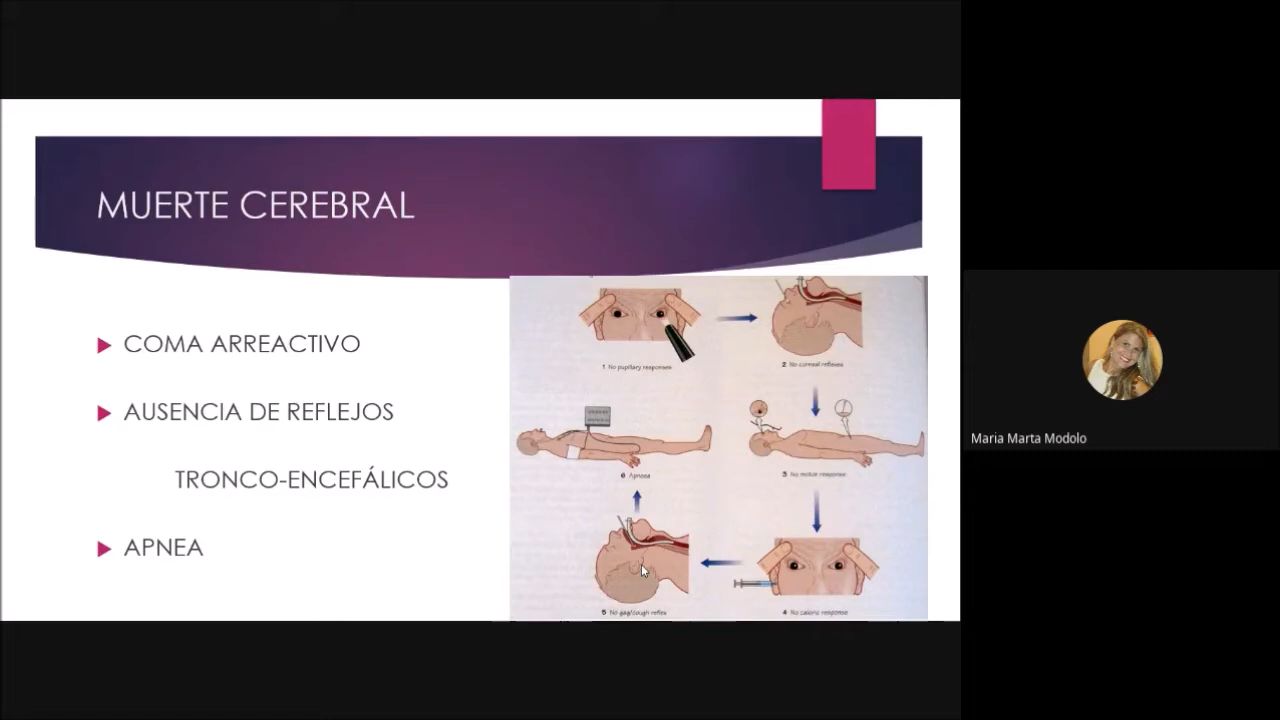 MUERTE CEREBRAL
COMA ARREACTIVO
AUSENCIA DE REFLEJOS
TRONCO-ENCEFÁLICOS
APNEA
1 No pupillary responses
2 No corneal reflexes
3 No motor response
4 No caloric response
5 No gag/cough reflex
6 Apnoea
Maria Marta Modolo